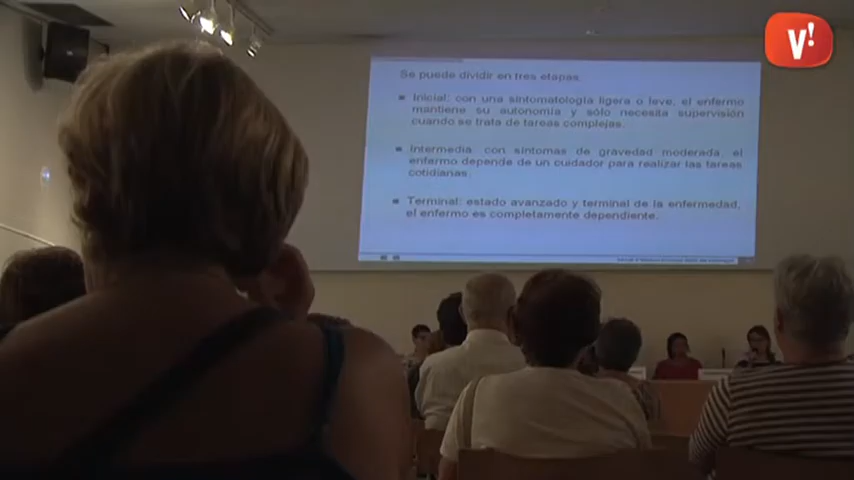 V!
Se puede dividir en tres etapas:
Inicial: con una sintomatología ligera o leve, el enfermo
mantiene su autonomía y sólo necesita supervisión
cuando se trata de tareas complejas.
Intermedia: con síntomas de gravedad moderada, el
enfermo depende de un cuidador para realizar las tareas
cotidianas.
Terminal: estado avanzado y terminal de la enfermedad,
el enfermo es completamente dependiente.